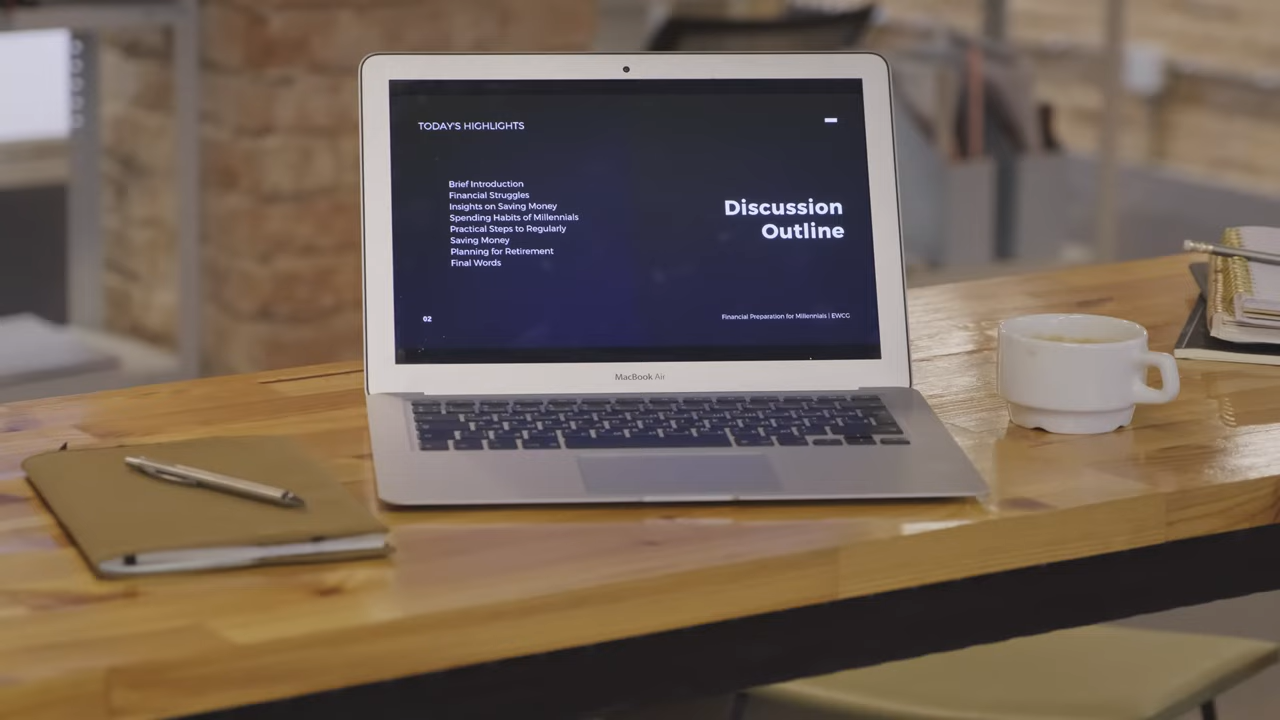 TODAY'S HIGHLIGHTS
Brief Introduction
Financial Struggles
Insights on Saving Money
Spending Habits of Millennials
Practical Steps to Regularly
Saving Money
Planning for Retirement
Final Words
Discussion
Outline
02
Financial Preparation for Millennials | EWCG
MacBook Air